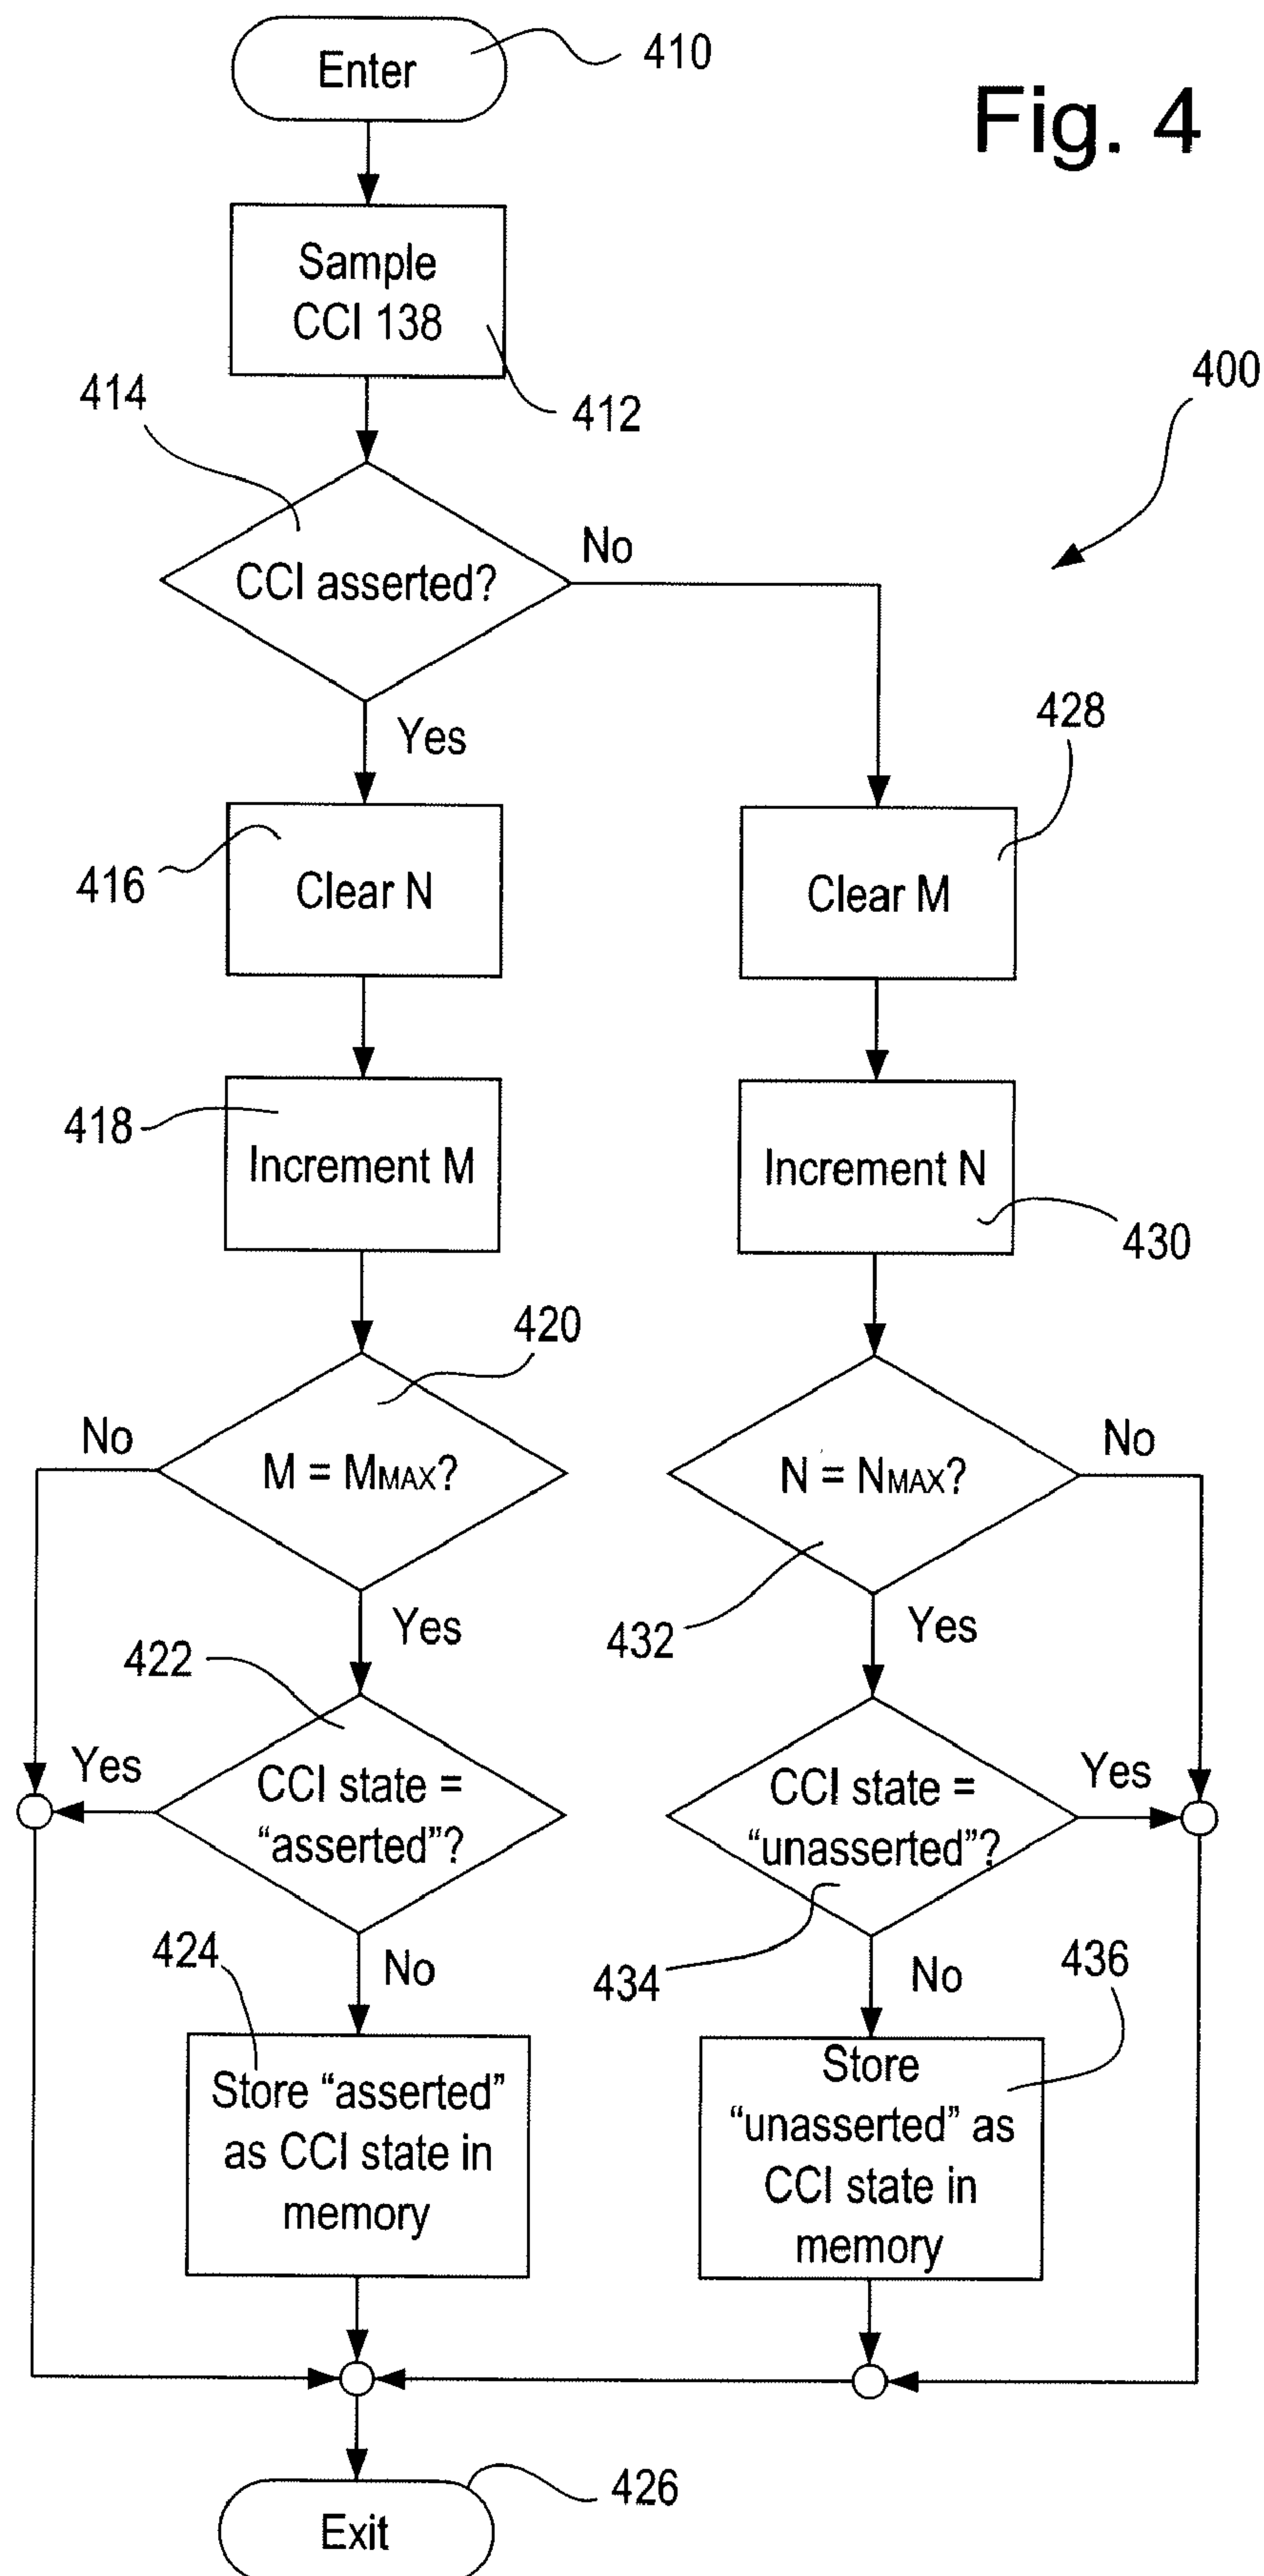 Enter
410
Fig. 4
Sample
CCI 138
412
400
414
CCI asserted?
No
Yes
428
416
Clear N
Clear M
418
Increment M
Increment N
430
420
No
M = MMAX?
N = NMAX?
No
Yes
432
Yes
422
Yes
CCI state =
“asserted”?
CCI state =
“unasserted”?
Yes
424
No
434
No
436
Store “asserted”
as CCI state in
memory
Store
“unasserted” as
CCI state in
memory
426
Exit